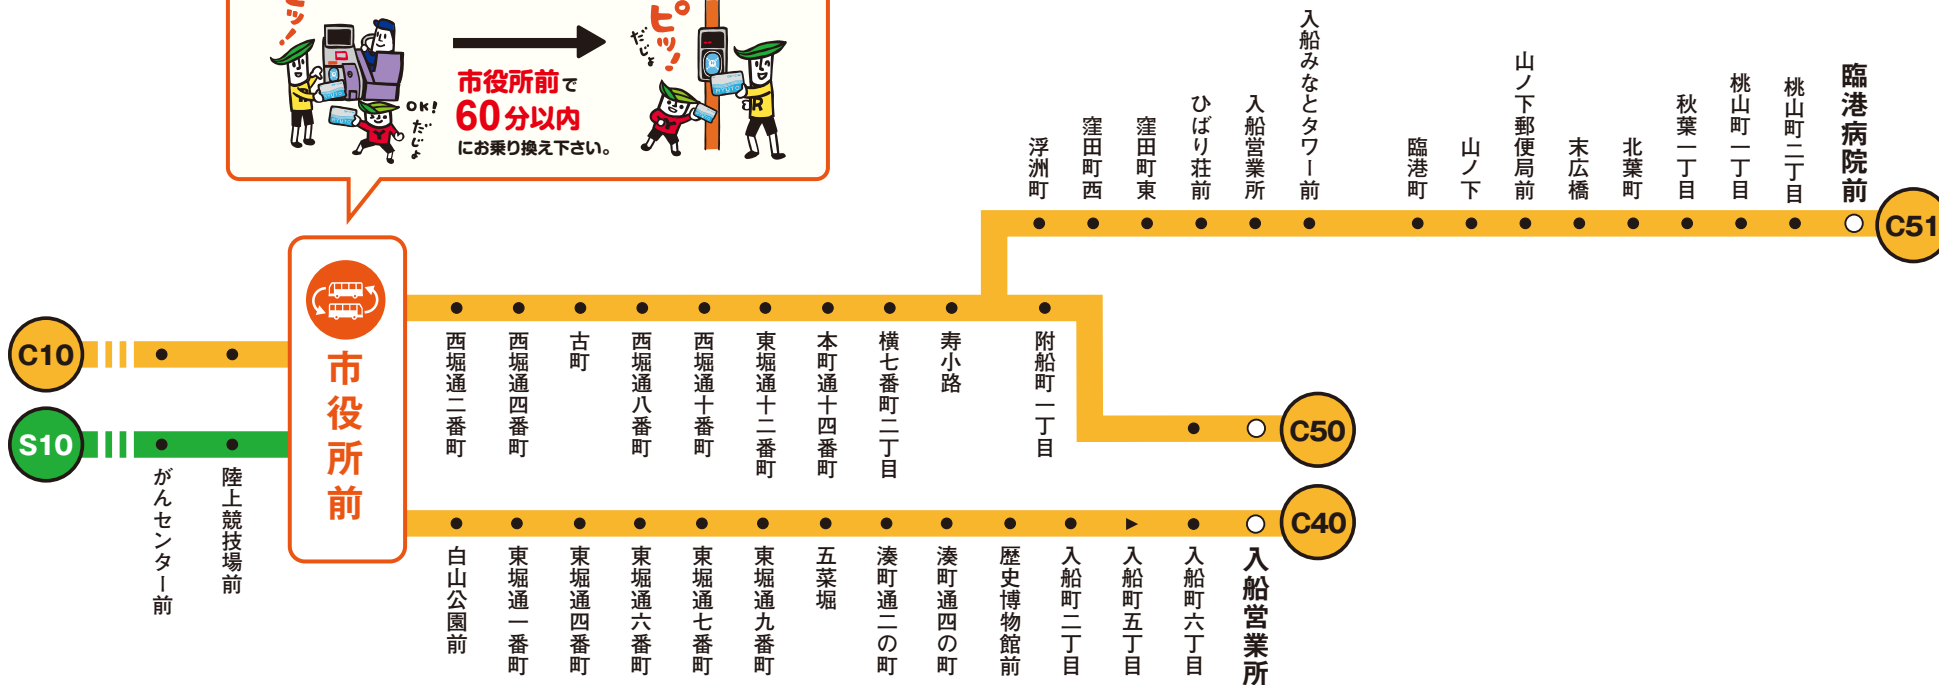 ピッ!
OK!
だじょ
市役所前で
60分以内
にお乗り換え下さい。
ピッ!
だじょ
RYUTO
R
Y
C10
S10
がんセンター前
陸上競技場前
市役所前
西堀通二番町
西堀通四番町
古町
西堀通八番町
西堀通十番町
東堀通十二番町
本町通十四番町
横七番町二丁目
寿小路
附船町一丁目
C50
浮洲町
窪田町西
窪田町東
ひばり荘前
入船営業所
入船みなとタワー前
臨港町
山ノ下
山ノ下郵便局前
末広橋
北葉町
秋葉一丁目
桃山町一丁目
桃山町二丁目
臨港病院前
C51
白山公園前
東堀通一番町
東堀通四番町
東堀通六番町
東堀通七番町
東堀通九番町
五菜堀
湊町通二の町
湊町通四の町
歴史博物館前
入船町二丁目
入船町五丁目
入船町六丁目
入船営業所
C40